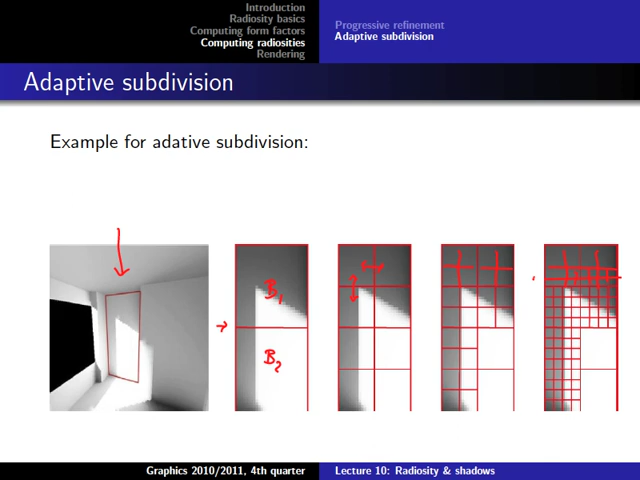 Introduction
Radiosity basics
Computing form factors
Computing radiosities
Rendering
Progressive refinement
Adaptive subdivision
Adaptive subdivision
Example for adative subdivision:
B1
B2
Graphics 2010/2011, 4th quarter
Lecture 10: Radiosity & shadows